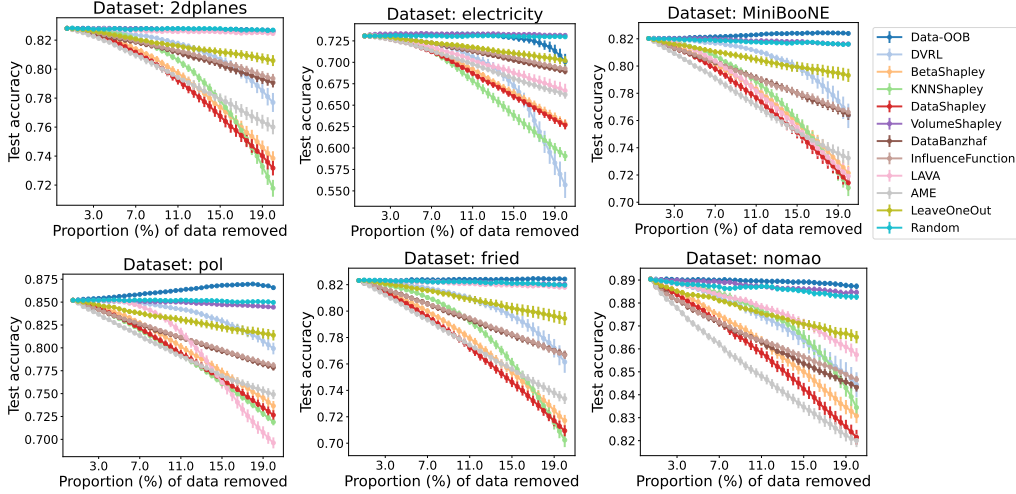 Dataset: 2dplanes
Test accuracy
0.82
0.80
0.78
0.76
0.74
0.72
3.0 7.0 11.0 15.0 19.0
Proportion (%) of data removed
Dataset: electricity
Test accuracy
0.725
0.700
0.675
0.650
0.625
0.600
0.575
0.550
3.0 7.0 11.0 15.0 19.0
Proportion (%) of data removed
Dataset: MiniBooNE
Test accuracy
0.82
0.80
0.78
0.76
0.74
0.72
0.70
3.0 7.0 11.0 15.0 19.0
Proportion (%) of data removed
Data-OOB
DVRL
BetaShapley
KNNShapley
DataShapley
VolumeShapley
DataBanzhaf
InfluenceFunction
LAVA
AME
LeaveOneOut
Random
Dataset: pol
Test accuracy
0.875
0.850
0.825
0.800
0.775
0.750
0.725
0.700
3.0 7.0 11.0 15.0 19.0
Proportion (%) of data removed
Dataset: fried
Test accuracy
0.82
0.80
0.78
0.76
0.74
0.72
0.70
3.0 7.0 11.0 15.0 19.0
Proportion (%) of data removed
Dataset: nomao
Test accuracy
0.89
0.88
0.87
0.86
0.85
0.84
0.83
0.82
3.0 7.0 11.0 15.0 19.0
Proportion (%) of data removed